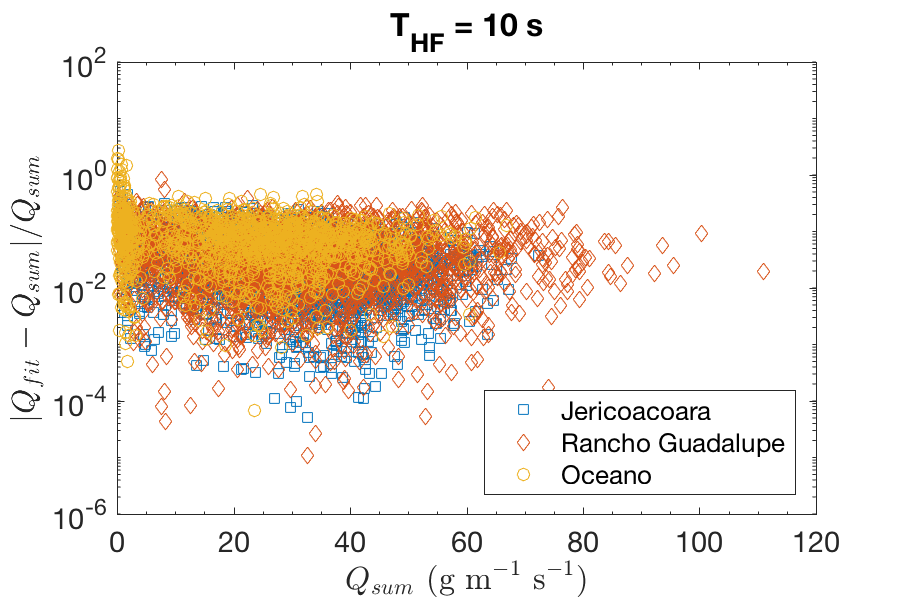 T_HF = 10 s
|Q_fit − Q_sum|/Q_sum
10^2
10^0
10^-2
10^-4
10^-6
Jericoacoara
Rancho Guadalupe
Oceano
0 20 40 60 80 100 120
Q_sum (g m^−1 s^−1)